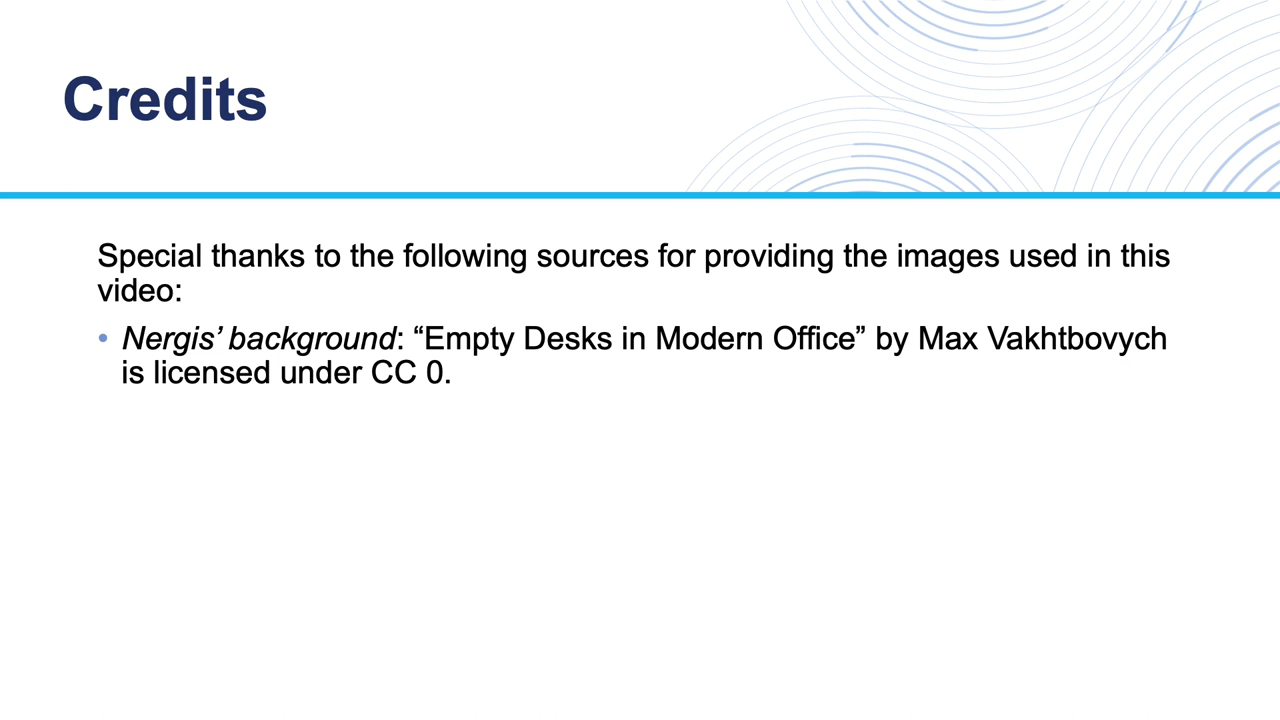 Credits
Special thanks to the following sources for providing the images used in this
video:
• Nergis’ background: “Empty Desks in Modern Office” by Max Vakhtbovych
is licensed under CC 0.